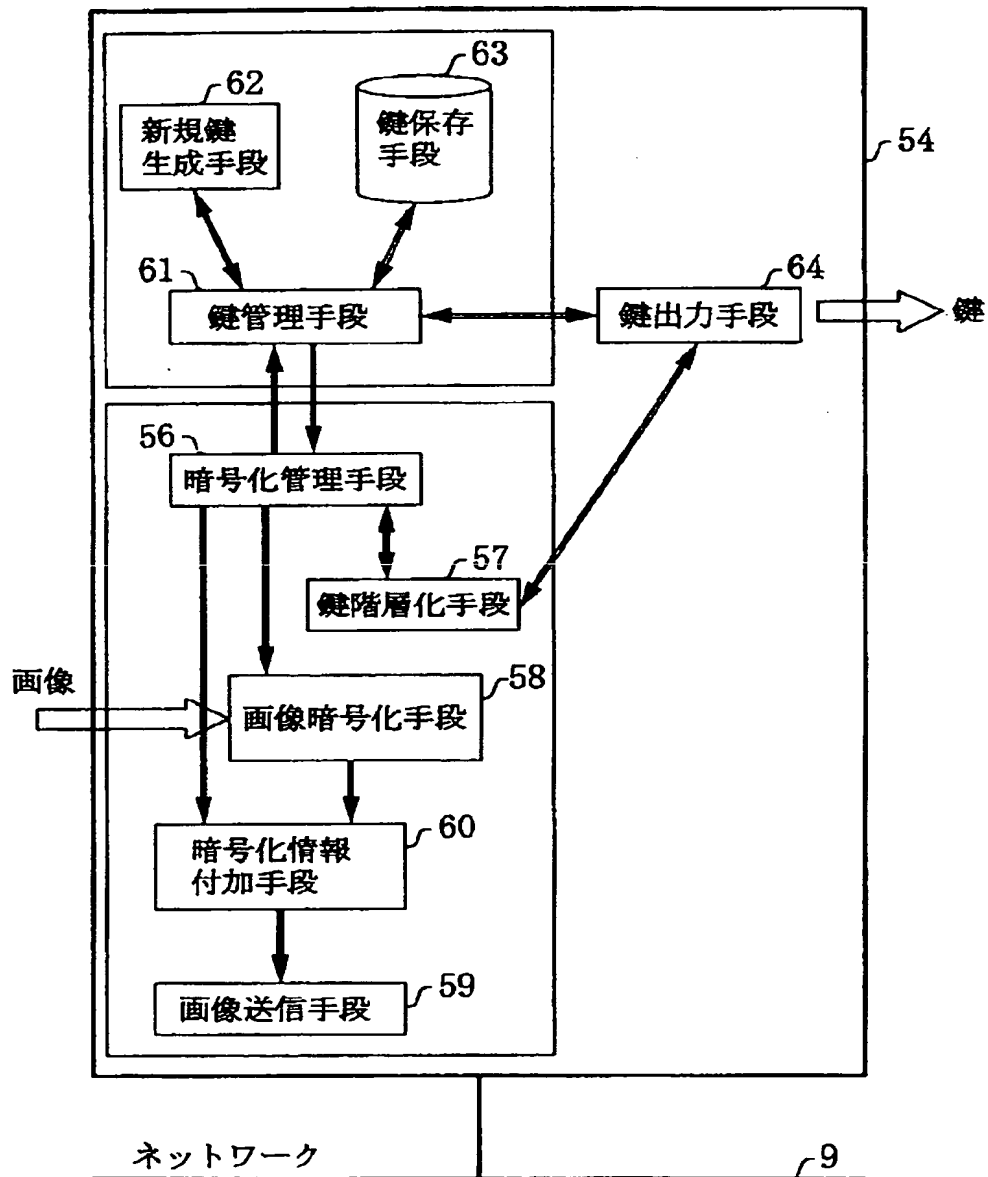 62
新規鍵
生成手段
63
鍵保存
手段
54
61
鍵管理手段
64
鍵出力手段
鍵
56
暗号化管理手段
57
鍵階層化手段
画像
58
画像暗号化手段
60
暗号化情報
付加手段
59
画像送信手段
ネットワーク
9